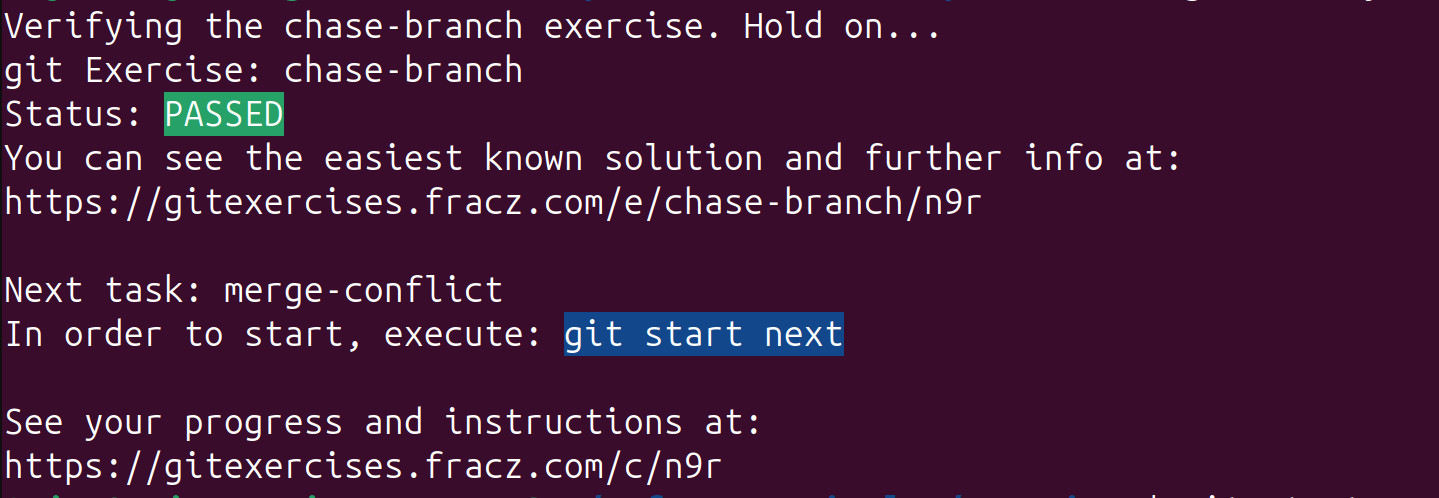 Verifying the chase-branch exercise. Hold on...
git Exercise: chase-branch
Status: PASSED
You can see the easiest known solution and further info at:
https://gitexercises.fracz.com/e/chase-branch/n9r
Next task: merge-conflict
In order to start, execute: git start next
See your progress and instructions at:
https://gitexercises.fracz.com/c/n9r